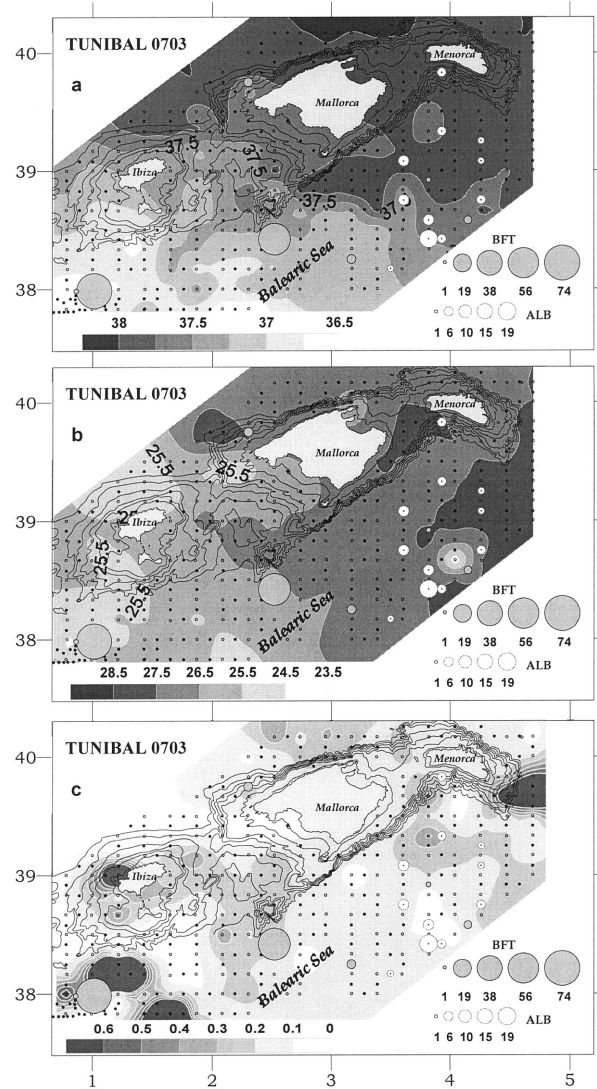 TUNIBAL 0703
40
Menorca
a
Mallorca
37.5
39
37.5
Ibiza
37.5
BFT
Balearic Sea
1 19 38 56 74
38
1 6 10 15 19 ALB
38 37.5 37 36.5
TUNIBAL 0703
40
Menorca
b
25.5
25.5
Mallorca
Ibiza
39
25.5
25.5
BFT
Balearic Sea
1 19 38 56 74
38
ALB
1 6 10 15 19
28.5 27.5 26.5 25.5 24.5 23.5
TUNIBAL 0703
40
Menorca
c
Mallorca
39
Ibiza
BFT
Balearic Sea
1 19 38 56 74
38
1 6 10 15 19 ALB
0.6 0.5 0.4 0.3 0.2 0.1 0
1 2 3 4 5